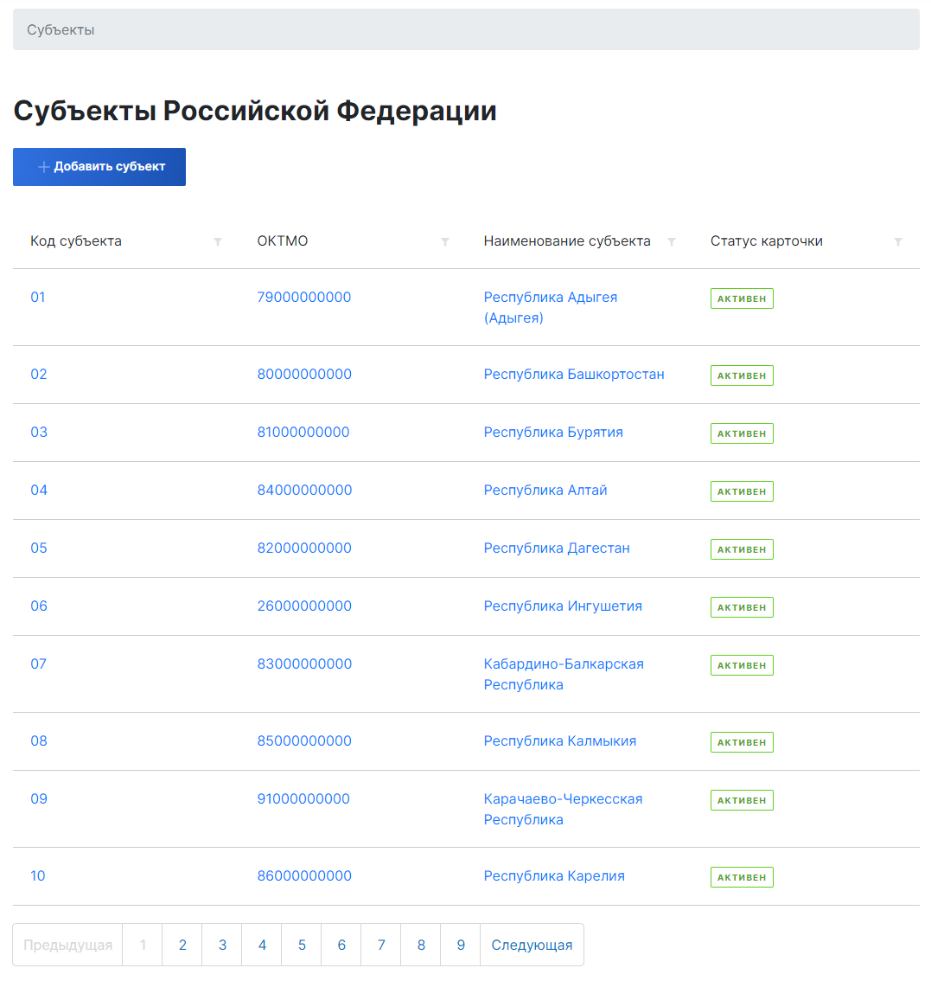 Субъекты
Субъекты Российской Федерации
Добавить субъект
Код субъекта ОКТМО Наименование субъекта Статус карточки
01 79000000000 Республика Адыгея АКТИВЕН
(Адыгея)
02 80000000000 Республика Башкортостан АКТИВЕН
03 81000000000 Республика Бурятия АКТИВЕН
04 84000000000 Республика Алтай АКТИВЕН
05 82000000000 Республика Дагестан АКТИВЕН
06 26000000000 Республика Ингушетия АКТИВЕН
07 83000000000 Кабардино-Балкарская АКТИВЕН
Республика
08 85000000000 Республика Калмыкия АКТИВЕН
09 91000000000 Карачаево-Черкесская АКТИВЕН
Республика
10 86000000000 Республика Карелия АКТИВЕН
Предыдущая 1 2 3 4 5 6 7 8 9 Следующая